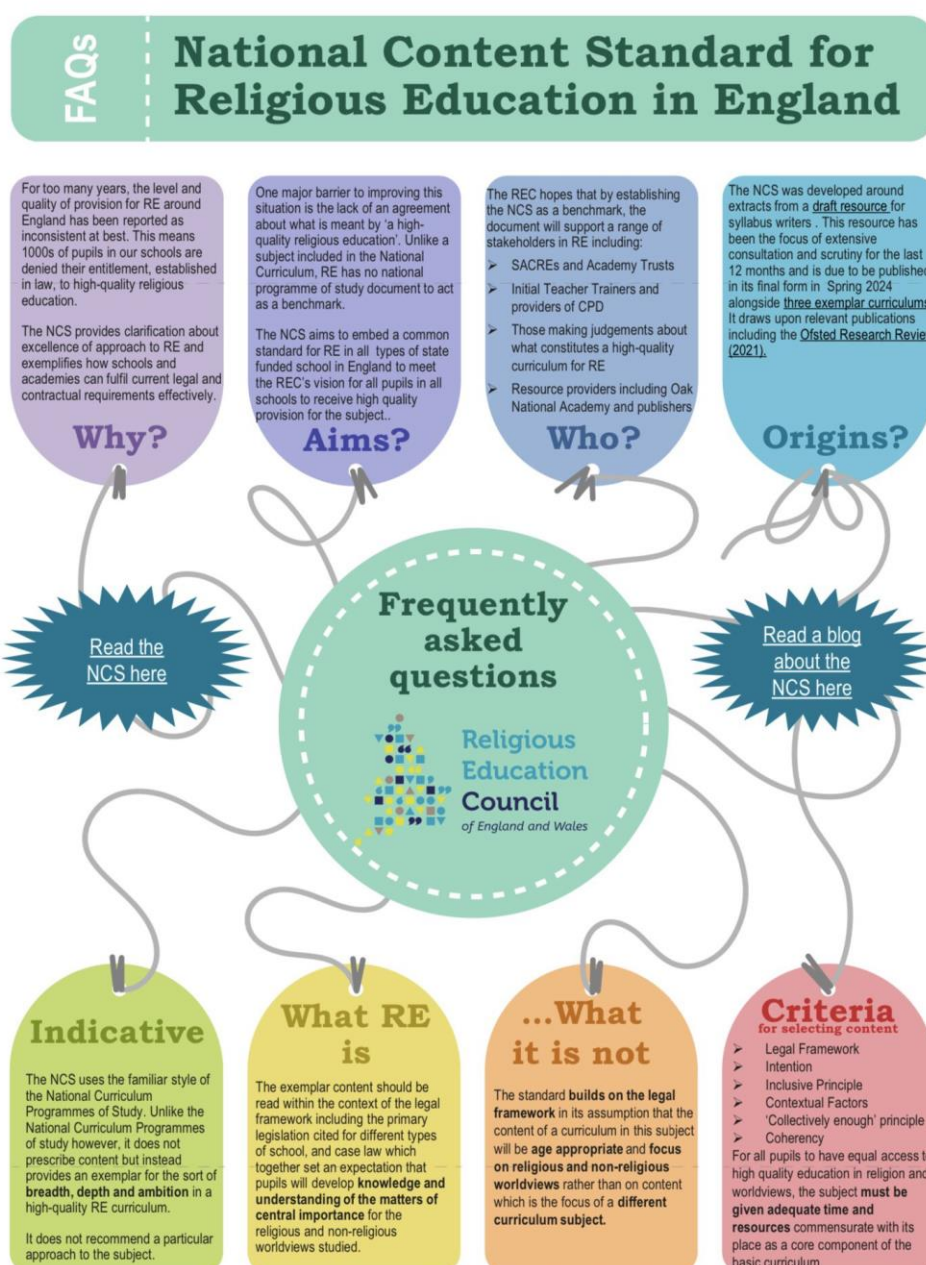 FAQs
National Content Standard for
Religious Education in England
For too many years, the level and
quality of provision for RE around
England has been reported as
inconsistent at best. This means
1000s of pupils in our schools are
denied their entitlement, established
in law, to high-quality religious
education.
The NCS provides clarification about
excellence of approach to RE and
exemplifies how schools and
academies can fulfil current legal and
contractual requirements effectively.
Why?
One major barrier to improving this
situation is the lack of an agreement
about what is meant by ‘a high-
quality religious education’. Unlike a
subject included in the National
Curriculum, RE has no national
programme of study document to act
as a benchmark.
The NCS aims to embed a common
standard for RE in all types of state
funded school in England to meet
the REC’s vision for all pupils in all
schools to receive high quality
provision for the subject..
Aims?
The REC hopes that by establishing
the NCS as a benchmark, the
document will support a range of
stakeholders in RE including:
➢ SACREs and Academy Trusts
➢ Initial Teacher Trainers and
providers of CPD
➢ Those making judgements about
what constitutes a high-quality
curriculum for RE
➢ Resource providers including Oak
National Academy and publishers
Who?
The NCS was developed around
extracts from a draft resource for
syllabus writers . This resource has
been the focus of extensive
consultation and scrutiny for the last
12 months and is due to be published
in its final form in Spring 2024
alongside three exemplar curriculums.
It draws upon relevant publications
including the Ofsted Research Review
(2021).
Origins?
Read the
NCS here
Frequently
asked
questions
Religious
Education
Council
of England and Wales
Read a blog
about the
NCS here
Indicative
The NCS uses the familiar style of
the National Curriculum
Programmes of Study. Unlike the
National Curriculum Programmes
of study however, it does not
prescribe content but instead
provides an exemplar for the sort of
breadth, depth and ambition in a
high-quality RE curriculum.
It does not recommend a particular
approach to the subject.
What RE
is
The exemplar content should be
read within the context of the legal
framework including the primary
legislation cited for different types
of school, and case law which
together set an expectation that
pupils will develop knowledge and
understanding of the matters of
central importance for the
religious and non-religious
worldviews studied.
...What
it is not
The standard builds on the legal
framework in its assumption that the
content of a curriculum in this subject
will be age appropriate and focus
on religious and non-religious
worldviews rather than on content
which is the focus of a different
curriculum subject.
Criteria
for selecting content
➢ Legal Framework
➢ Intention
➢ Inclusive Principle
➢ Contextual Factors
➢ ‘Collectively enough’ principle
➢ Coherency
For all pupils to have equal access to
high quality education in religion and
worldviews, the subject must be
given adequate time and
resources commensurate with its
place as a core component of the
basic curriculum